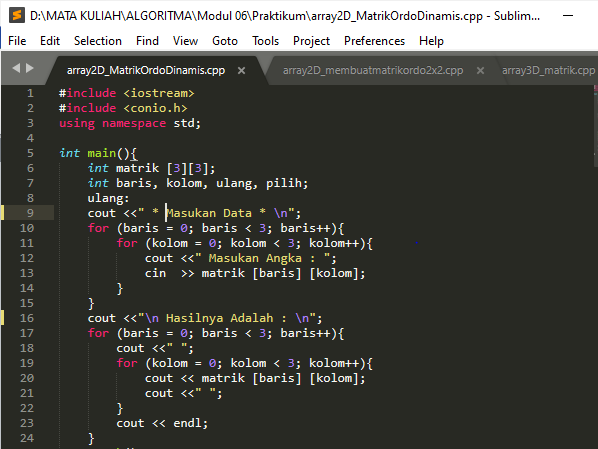 D:\MATA KULIAH\ALGORITMA\Modul 06\Praktikum\array2D_MatrikOrdoDinamis.cpp - Sublim...
File Edit Selection Find View Goto Tools Project Preferences Help
array2D_MatrikOrdoDinamis.cpp × array2D_membuatmatrikordo2x2.cpp × array3D_matrik.cpp
1 #include <iostream>
2 #include <conio.h>
3 using namespace std;
4
5 int main(){
6 int matrik [3][3];
7 int baris, kolom, ulang, pilih;
8 ulang:
9 cout <<" * Masukan Data * \n";
10 for (baris = 0; baris < 3; baris++){
11 for (kolom = 0; kolom < 3; kolom++){
12 cout <<" Masukan Angka : ";
13 cin >> matrik [baris] [kolom];
14 }
15 }
16 cout <<"\n Hasilnya Adalah : \n";
17 for (baris = 0; baris < 3; baris++){
18 cout <<" ";
19 for (kolom = 0; kolom < 3; kolom++){
20 cout << matrik [baris] [kolom];
21 cout <<" ";
22 }
23 cout << endl;
24 }